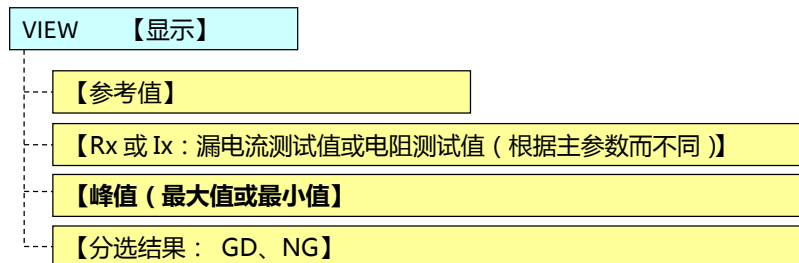 VIEW 【显示】
【参考值】
【Rx 或 Ix：漏电流测试值或电阻测试值（根据主参数而不同）】
【峰值（最大值或最小值】
【分选结果： GD、NG】